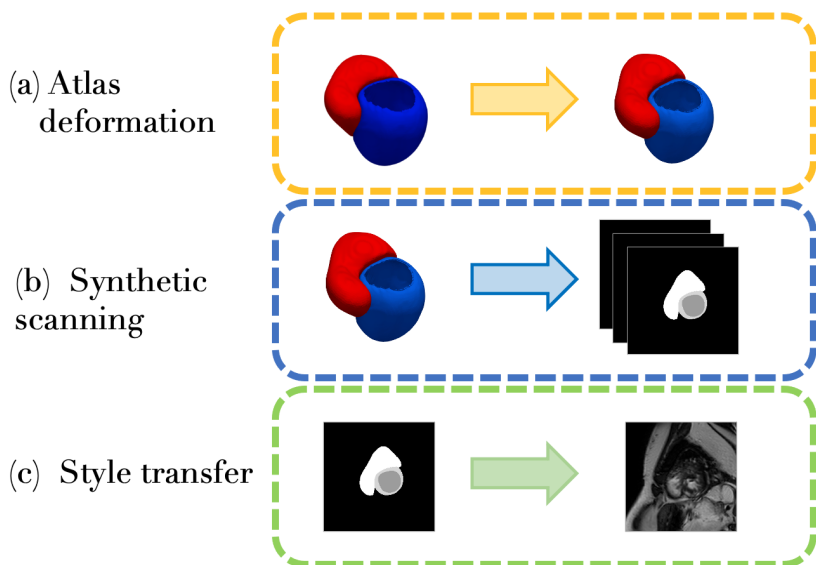 (a) Atlas
deformation
(b) Synthetic
scanning
(c) Style transfer